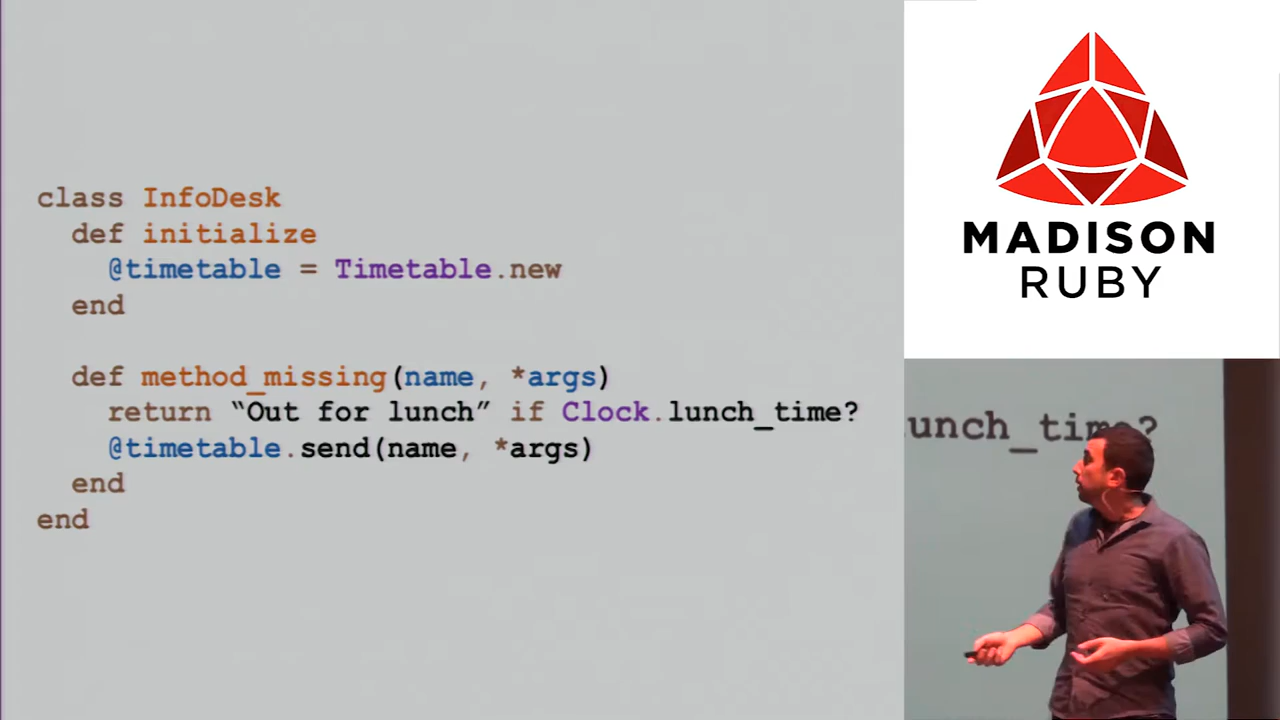 class InfoDesk
def initialize
@timetable = Timetable.new
end
def method_missing(name, *args)
return “Out for lunch” if Clock.lunch_time?
@timetable.send(name, *args)
end
end
MADISON
RUBY
lunch_time?